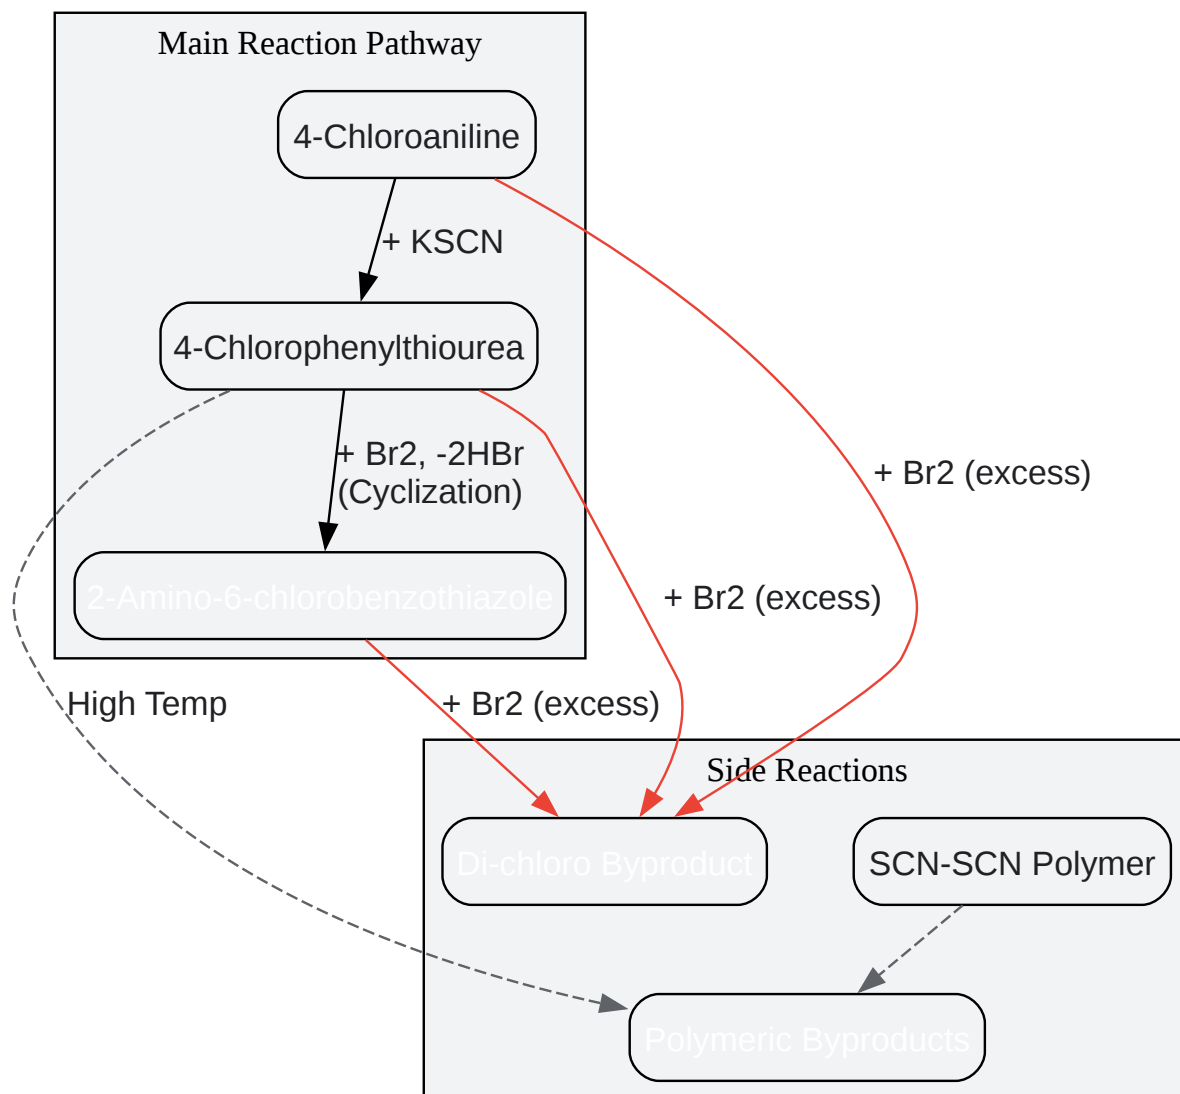 Main Reaction Pathway
4-Chloroaniline
+ KSCN
4-Chlorophenylthiourea
+ Br2, -2HBr
(Cyclization)
+ Br2 (excess)
2-Amino-6-chlorobenzothiazole
+ Br2 (excess)
High Temp
+ Br2 (excess)
Side Reactions
Di-chloro Byproduct
SCN-SCN Polymer
Polymeric Byproducts